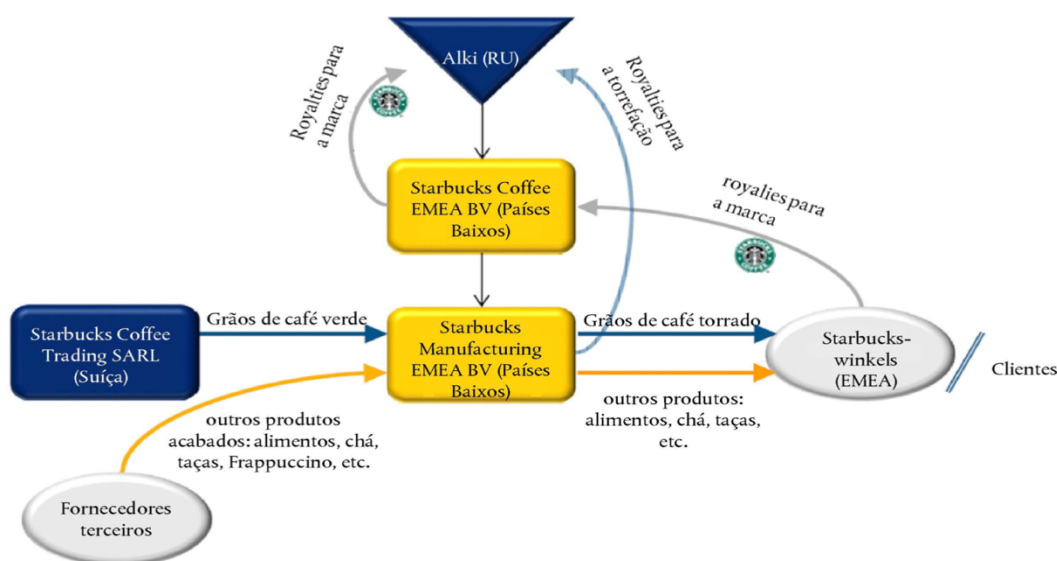 Alki (RU)
Royalties para
a marca
Royalties para
a torrefação
Starbucks Coffee
EMEA BV (Países
Baixos)
royalies para
a marca
Starbucks Coffee
Trading SARL
(Suíça)
Grãos de café verde
Starbucks
Manufacturing
EMEA BV (Países
Baixos)
Grãos de café torrado
Starbucks-
winkels
(EMEA)
Clientes
outros produtos
acabados: alimentos, chá,
taças, Frappuccino, etc.
outros produtos:
alimentos, chá, taças,
etc.
Fornecedores
terceiros